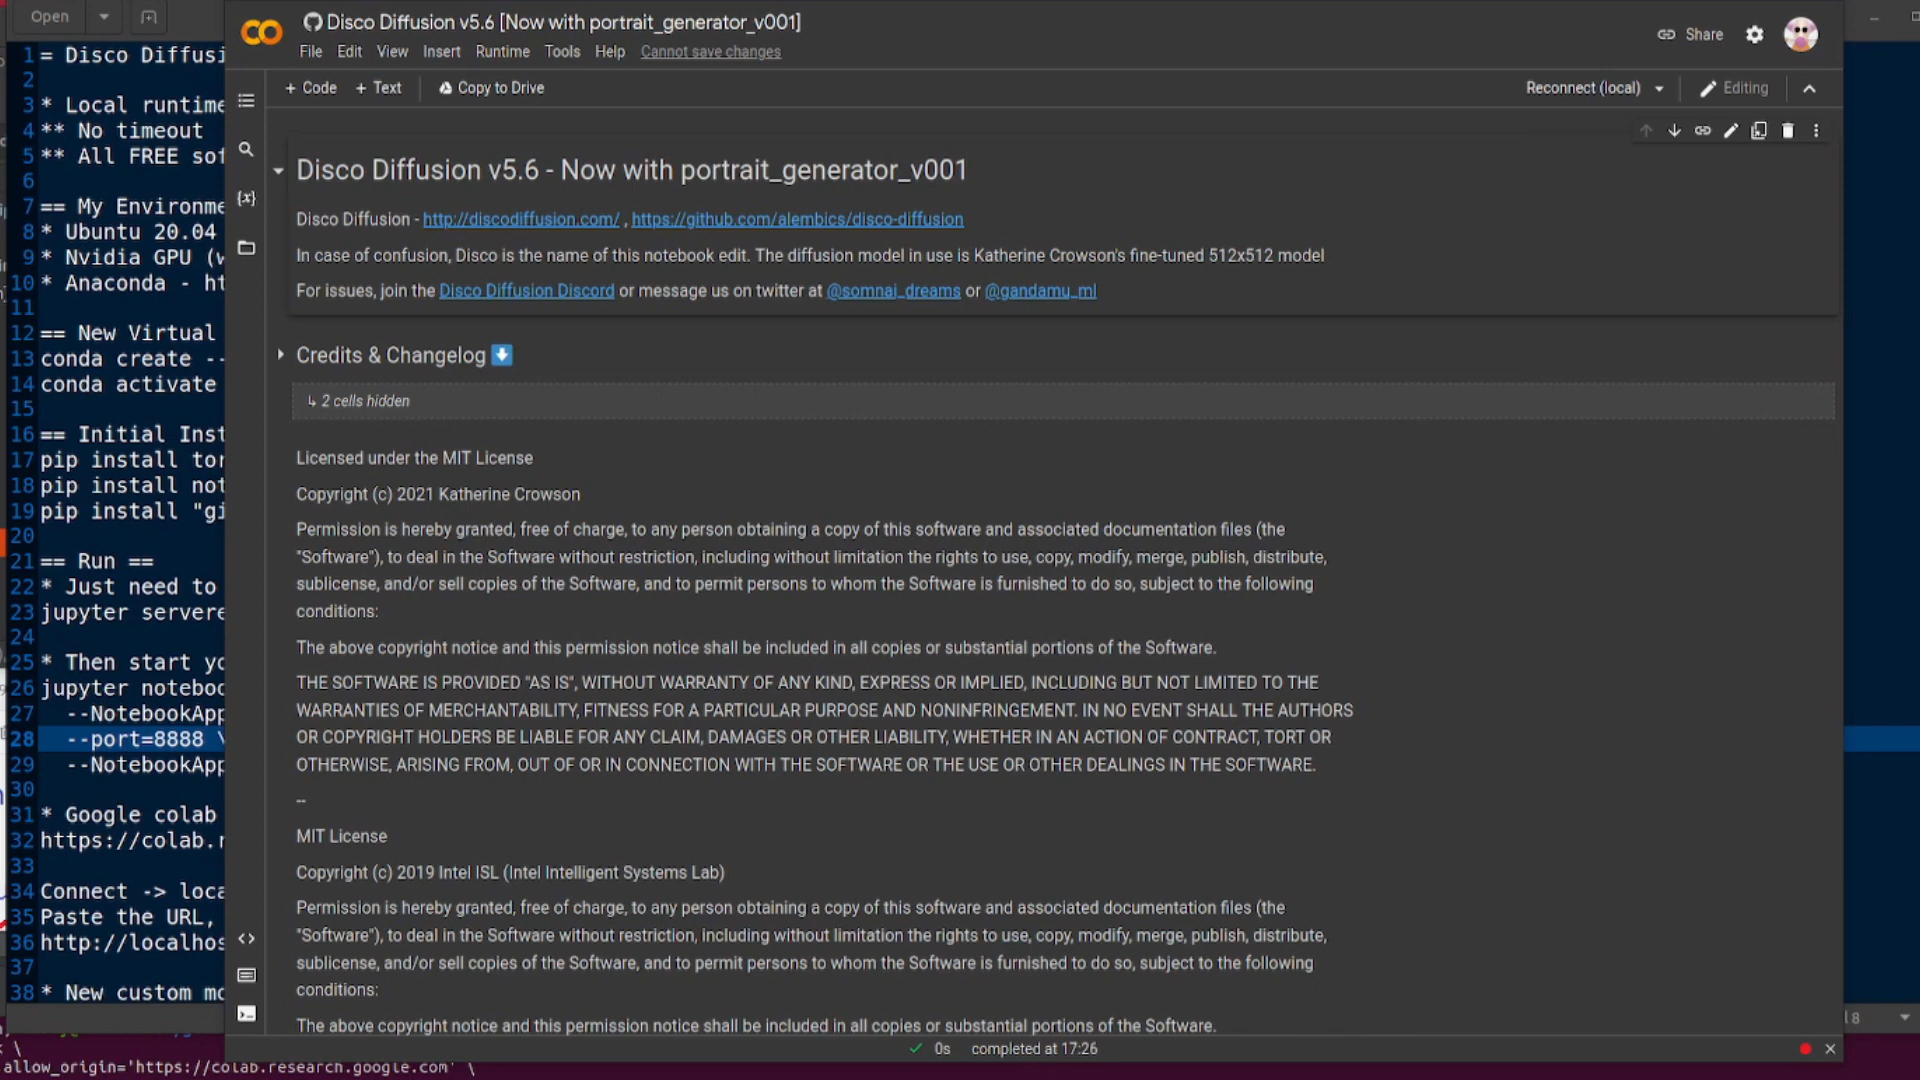 Open
1 = Disco Diffusi
2
3 * Local runtime
4 ** No timeout
5 ** All FREE sof
6
7 == My Environme
8 * Ubuntu 20.04
9 * Nvidia GPU (w
10 * Anaconda - ht
11
12 == New Virtual
13 conda create --
14 conda activate
15
16 == Initial Inst
17 pip install tor
18 pip install not
19 pip install "gi
20
21 == Run ==
22 * Just need to
23 jupyter servere
24
25 * Then start yo
26 jupyter noteboo
27 --NotebookApp
28 --port=8888 \
29 --NotebookApp
30
31 * Google colab
32 https://colab.r
33
34 Connect -> loca
35 Paste the URL,
36 http://localhos
37
38 * New custom mo
Disco Diffusion v5.6 [Now with portrait_generator_v001]
File Edit View Insert Runtime Tools Help Cannot save changes
Share
+ Code + Text Copy to Drive
Reconnect (local) Editing
{x}
Disco Diffusion v5.6 - Now with portrait_generator_v001
Disco Diffusion - http://discodiffusion.com/ , https://github.com/alembics/disco-diffusion
In case of confusion, Disco is the name of this notebook edit. The diffusion model in use is Katherine Crowson's fine-tuned 512x512 model
For issues, join the Disco Diffusion Discord or message us on twitter at @somnai_dreams or @gandamu_ml
Credits & Changelog ⬇️
↳ 2 cells hidden
Licensed under the MIT License
Copyright (c) 2021 Katherine Crowson
Permission is hereby granted, free of charge, to any person obtaining a copy of this software and associated documentation files (the
"Software"), to deal in the Software without restriction, including without limitation the rights to use, copy, modify, merge, publish, distribute,
sublicense, and/or sell copies of the Software, and to permit persons to whom the Software is furnished to do so, subject to the following
conditions:
The above copyright notice and this permission notice shall be included in all copies or substantial portions of the Software.
THE SOFTWARE IS PROVIDED "AS IS", WITHOUT WARRANTY OF ANY KIND, EXPRESS OR IMPLIED, INCLUDING BUT NOT LIMITED TO THE
WARRANTIES OF MERCHANTABILITY, FITNESS FOR A PARTICULAR PURPOSE AND NONINFRINGEMENT. IN NO EVENT SHALL THE AUTHORS
OR COPYRIGHT HOLDERS BE LIABLE FOR ANY CLAIM, DAMAGES OR OTHER LIABILITY, WHETHER IN AN ACTION OF CONTRACT, TORT OR
OTHERWISE, ARISING FROM, OUT OF OR IN CONNECTION WITH THE SOFTWARE OR THE USE OR OTHER DEALINGS IN THE SOFTWARE.
--
MIT License
Copyright (c) 2019 Intel ISL (Intel Intelligent Systems Lab)
Permission is hereby granted, free of charge, to any person obtaining a copy of this software and associated documentation files (the
"Software"), to deal in the Software without restriction, including without limitation the rights to use, copy, modify, merge, publish, distribute,
sublicense, and/or sell copies of the Software, and to permit persons to whom the Software is furnished to do so, subject to the following
conditions:
The above copyright notice and this permission notice shall be included in all copies or substantial portions of the Software.
0s completed at 17:26
allow_origin='https://colab.research.google.com' \